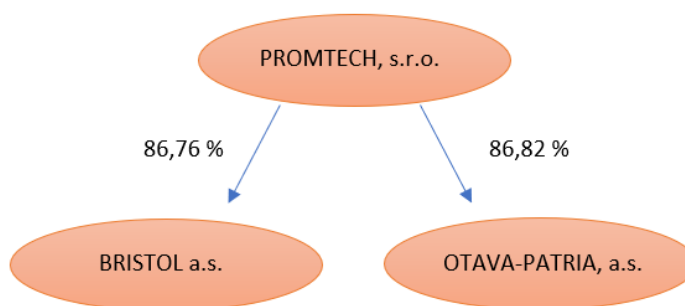 PROMTECH, s.r.o.
86,76 %
86,82 %
BRISTOL a.s.
OTAVA-PATRIA, a.s.